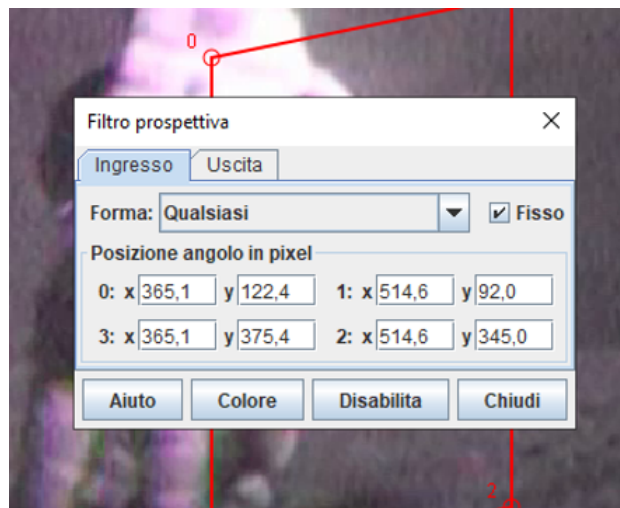 0
Filtro prospettiva
Ingresso Uscita
Forma: Qualsiasi Fisso
Posizione angolo in pixel
0: x 365,1 y 122,4 1: x 514,6 y 92,0
3: x 365,1 y 375,4 2: x 514,6 y 345,0
Aiuto Colore Disabilita Chiudi
2